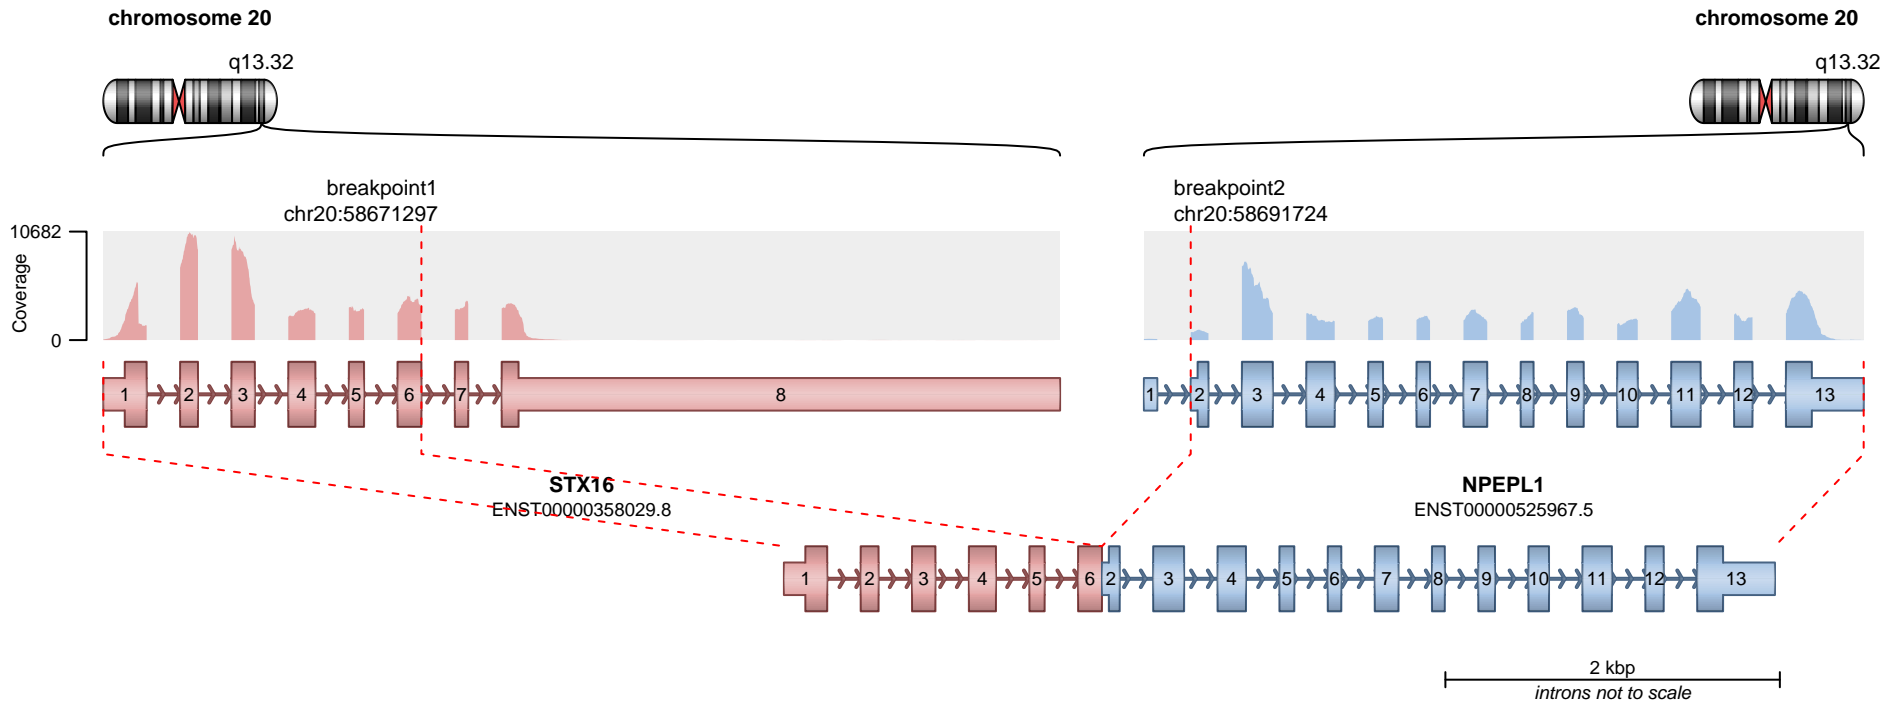 chromosome 20
chromosome 20
q13.32
q13.32
breakpoint1
chr20:58671297
breakpoint2
chr20:58691724
10682
Coverage
0
1 2 3 4 5 6 7 8
1 2 3 4 5 6 7 8 9 10 11 12 13
STX16
ENST00000358029.8
NPEPL1
ENST00000525967.5
1 2 3 4 5 6 2 3 4 5 6 7 8 9 10 11 12 13
2 kbp
introns not to scale